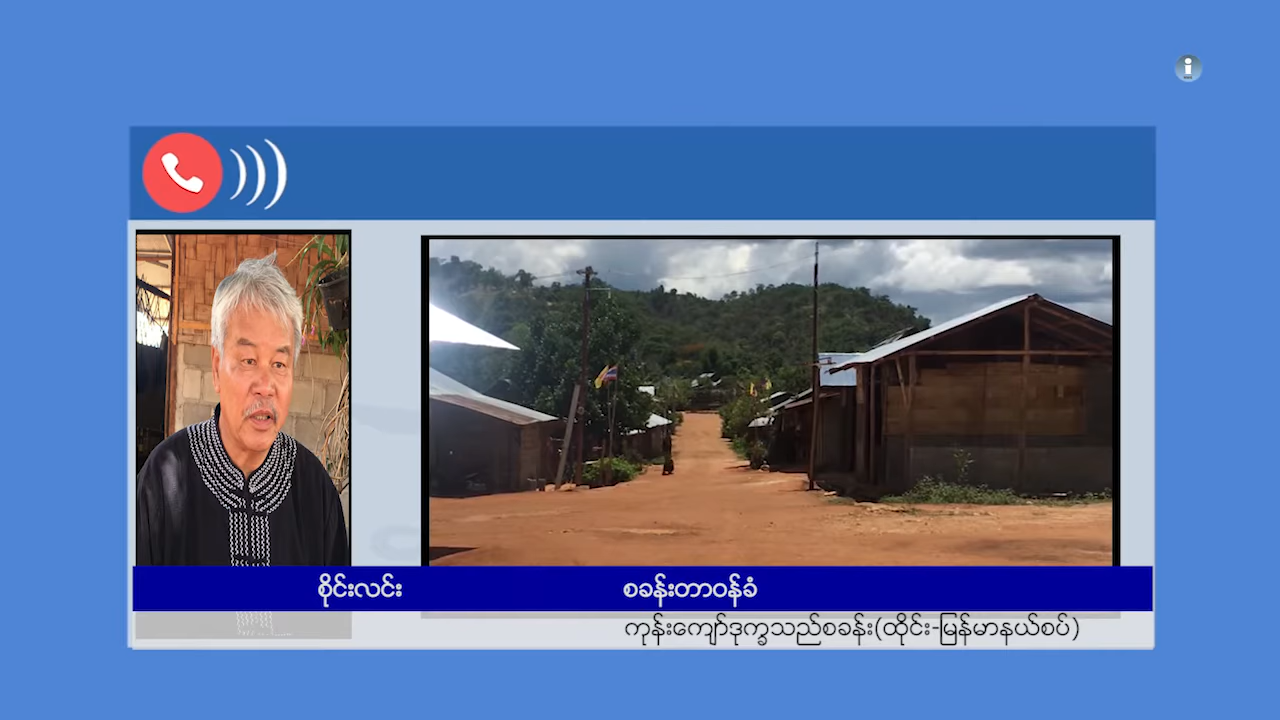 စိုင်းလင်း စခန်းတာဝန်ခံ
ကုန်းကျော်ဒုက္ခသည်စခန်း(ထိုင်း-မြန်မာနယ်စပ်)